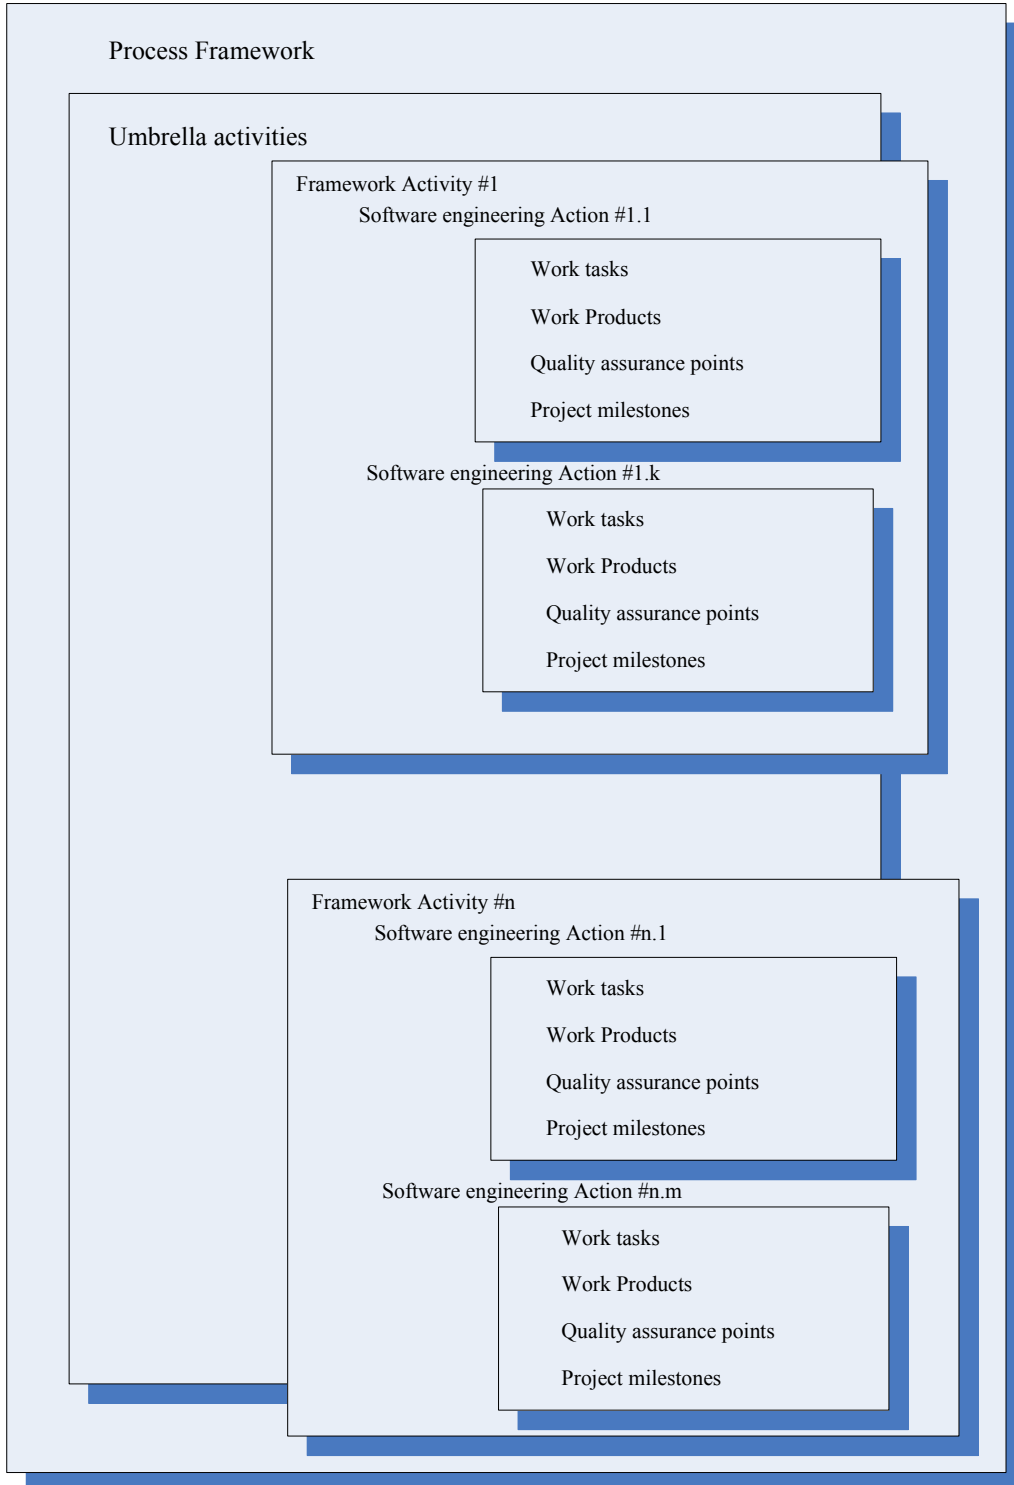 Process Framework
Umbrella activities
Framework Activity #1
Software engineering Action #1.1
Work tasks
Work Products
Quality assurance points
Project milestones
Software engineering Action #1.k
Work tasks
Work Products
Quality assurance points
Project milestones
Framework Activity #n
Software engineering Action #n.1
Work tasks
Work Products
Quality assurance points
Project milestones
Software engineering Action #n.m
Work tasks
Work Products
Quality assurance points
Project milestones